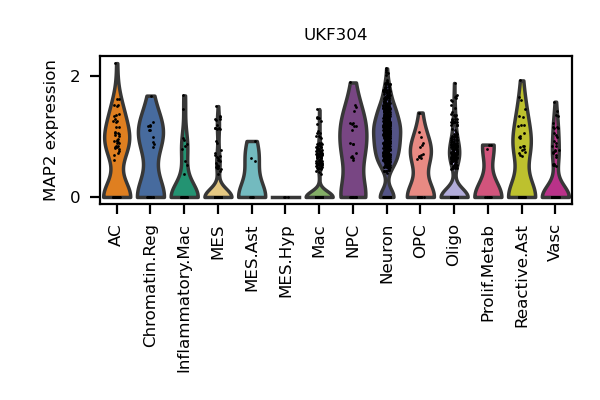 UKF304
MAP2 expression
2
0
AC
Chromatin.Reg
Inflammatory.Mac
MES
MES.Ast
MES.Hyp
Mac
NPC
Neuron
OPC
Oligo
Prolif.Metab
Reactive.Ast
Vasc